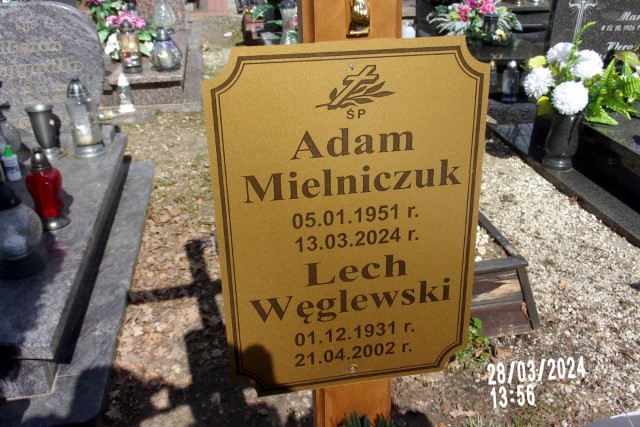 ŚP
Adam
Mielniczuk
05.01.1951 r.
13.03.2024 r.
Lech
Węglewski
01.12.1931 r.
21.04.2002 r.
28/03/2024
13:56